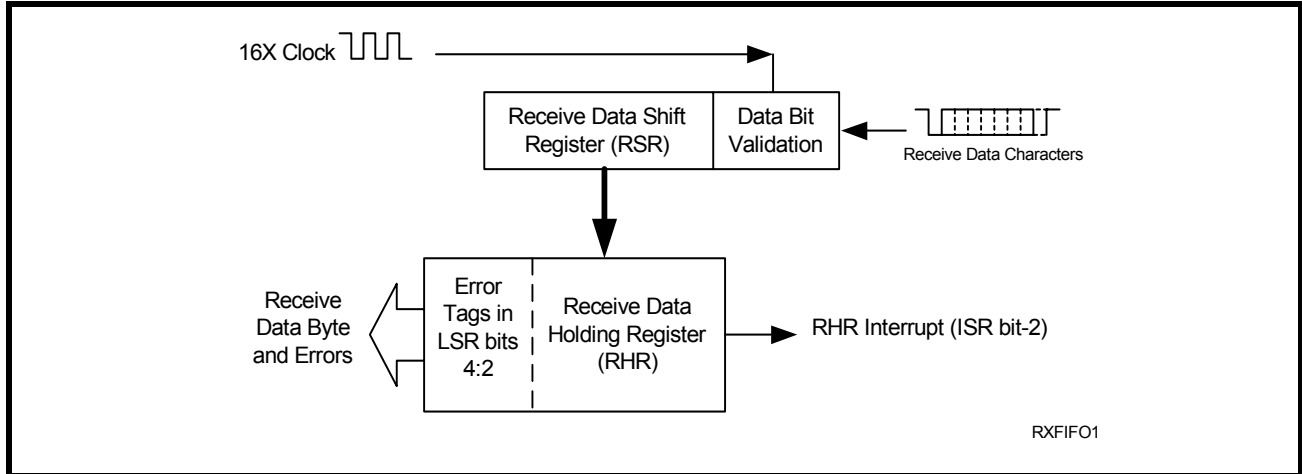 16X Clock
Receive Data Shift
Register (RSR)
Data Bit
Validation
Receive Data Characters
Receive
Data Byte
and Errors
Error
Tags in
LSR bits
4:2
Receive Data
Holding Register
(RHR)
RHR Interrupt (ISR bit-2)
RXFIFO1